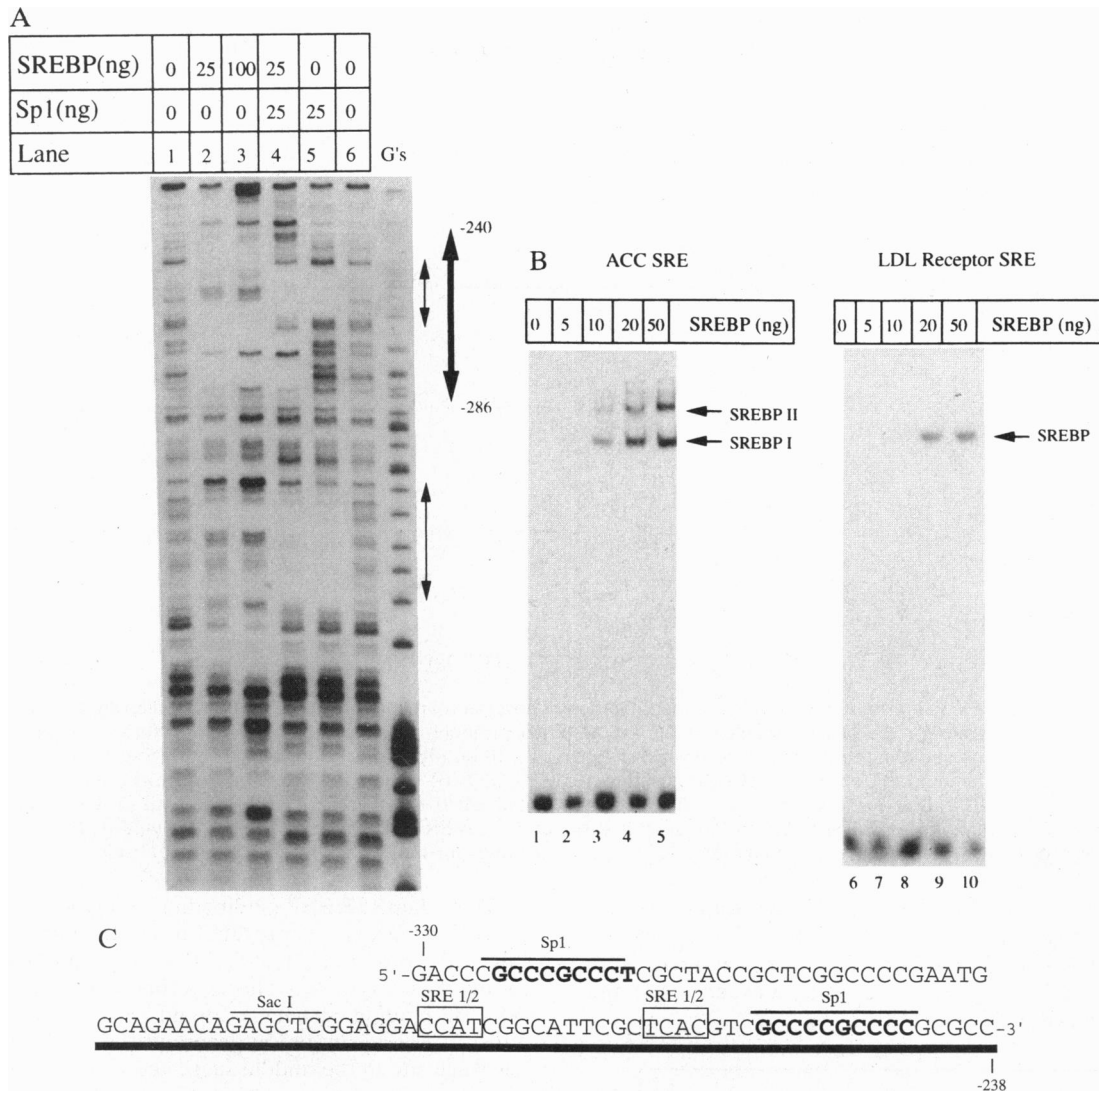 A
SREBP(ng) 0 25 100 25 0 0
Sp1(ng) 0 0 0 25 25 0
Lane 1 2 3 4 5 6 G's
-240
-286
B
ACC SRE
LDL Receptor SRE
0 5 10 20 50 SREBP (ng)
0 5 10 20 50 SREBP (ng)
SREBP II
SREBP I
SREBP
1 2 3 4 5
6 7 8 9 10
C
-330
Sp1
5'-GACCCGCCCGCCCTCGCTACCGCTCGGCCCCGAATG
Sac I SRE 1/2 SRE 1/2 Sp1
GCAGAACAGAGCTCGGAGGACCATCGGCATTCGCTCACGTCGCCCCGCCCCGCGCC-3'
-238